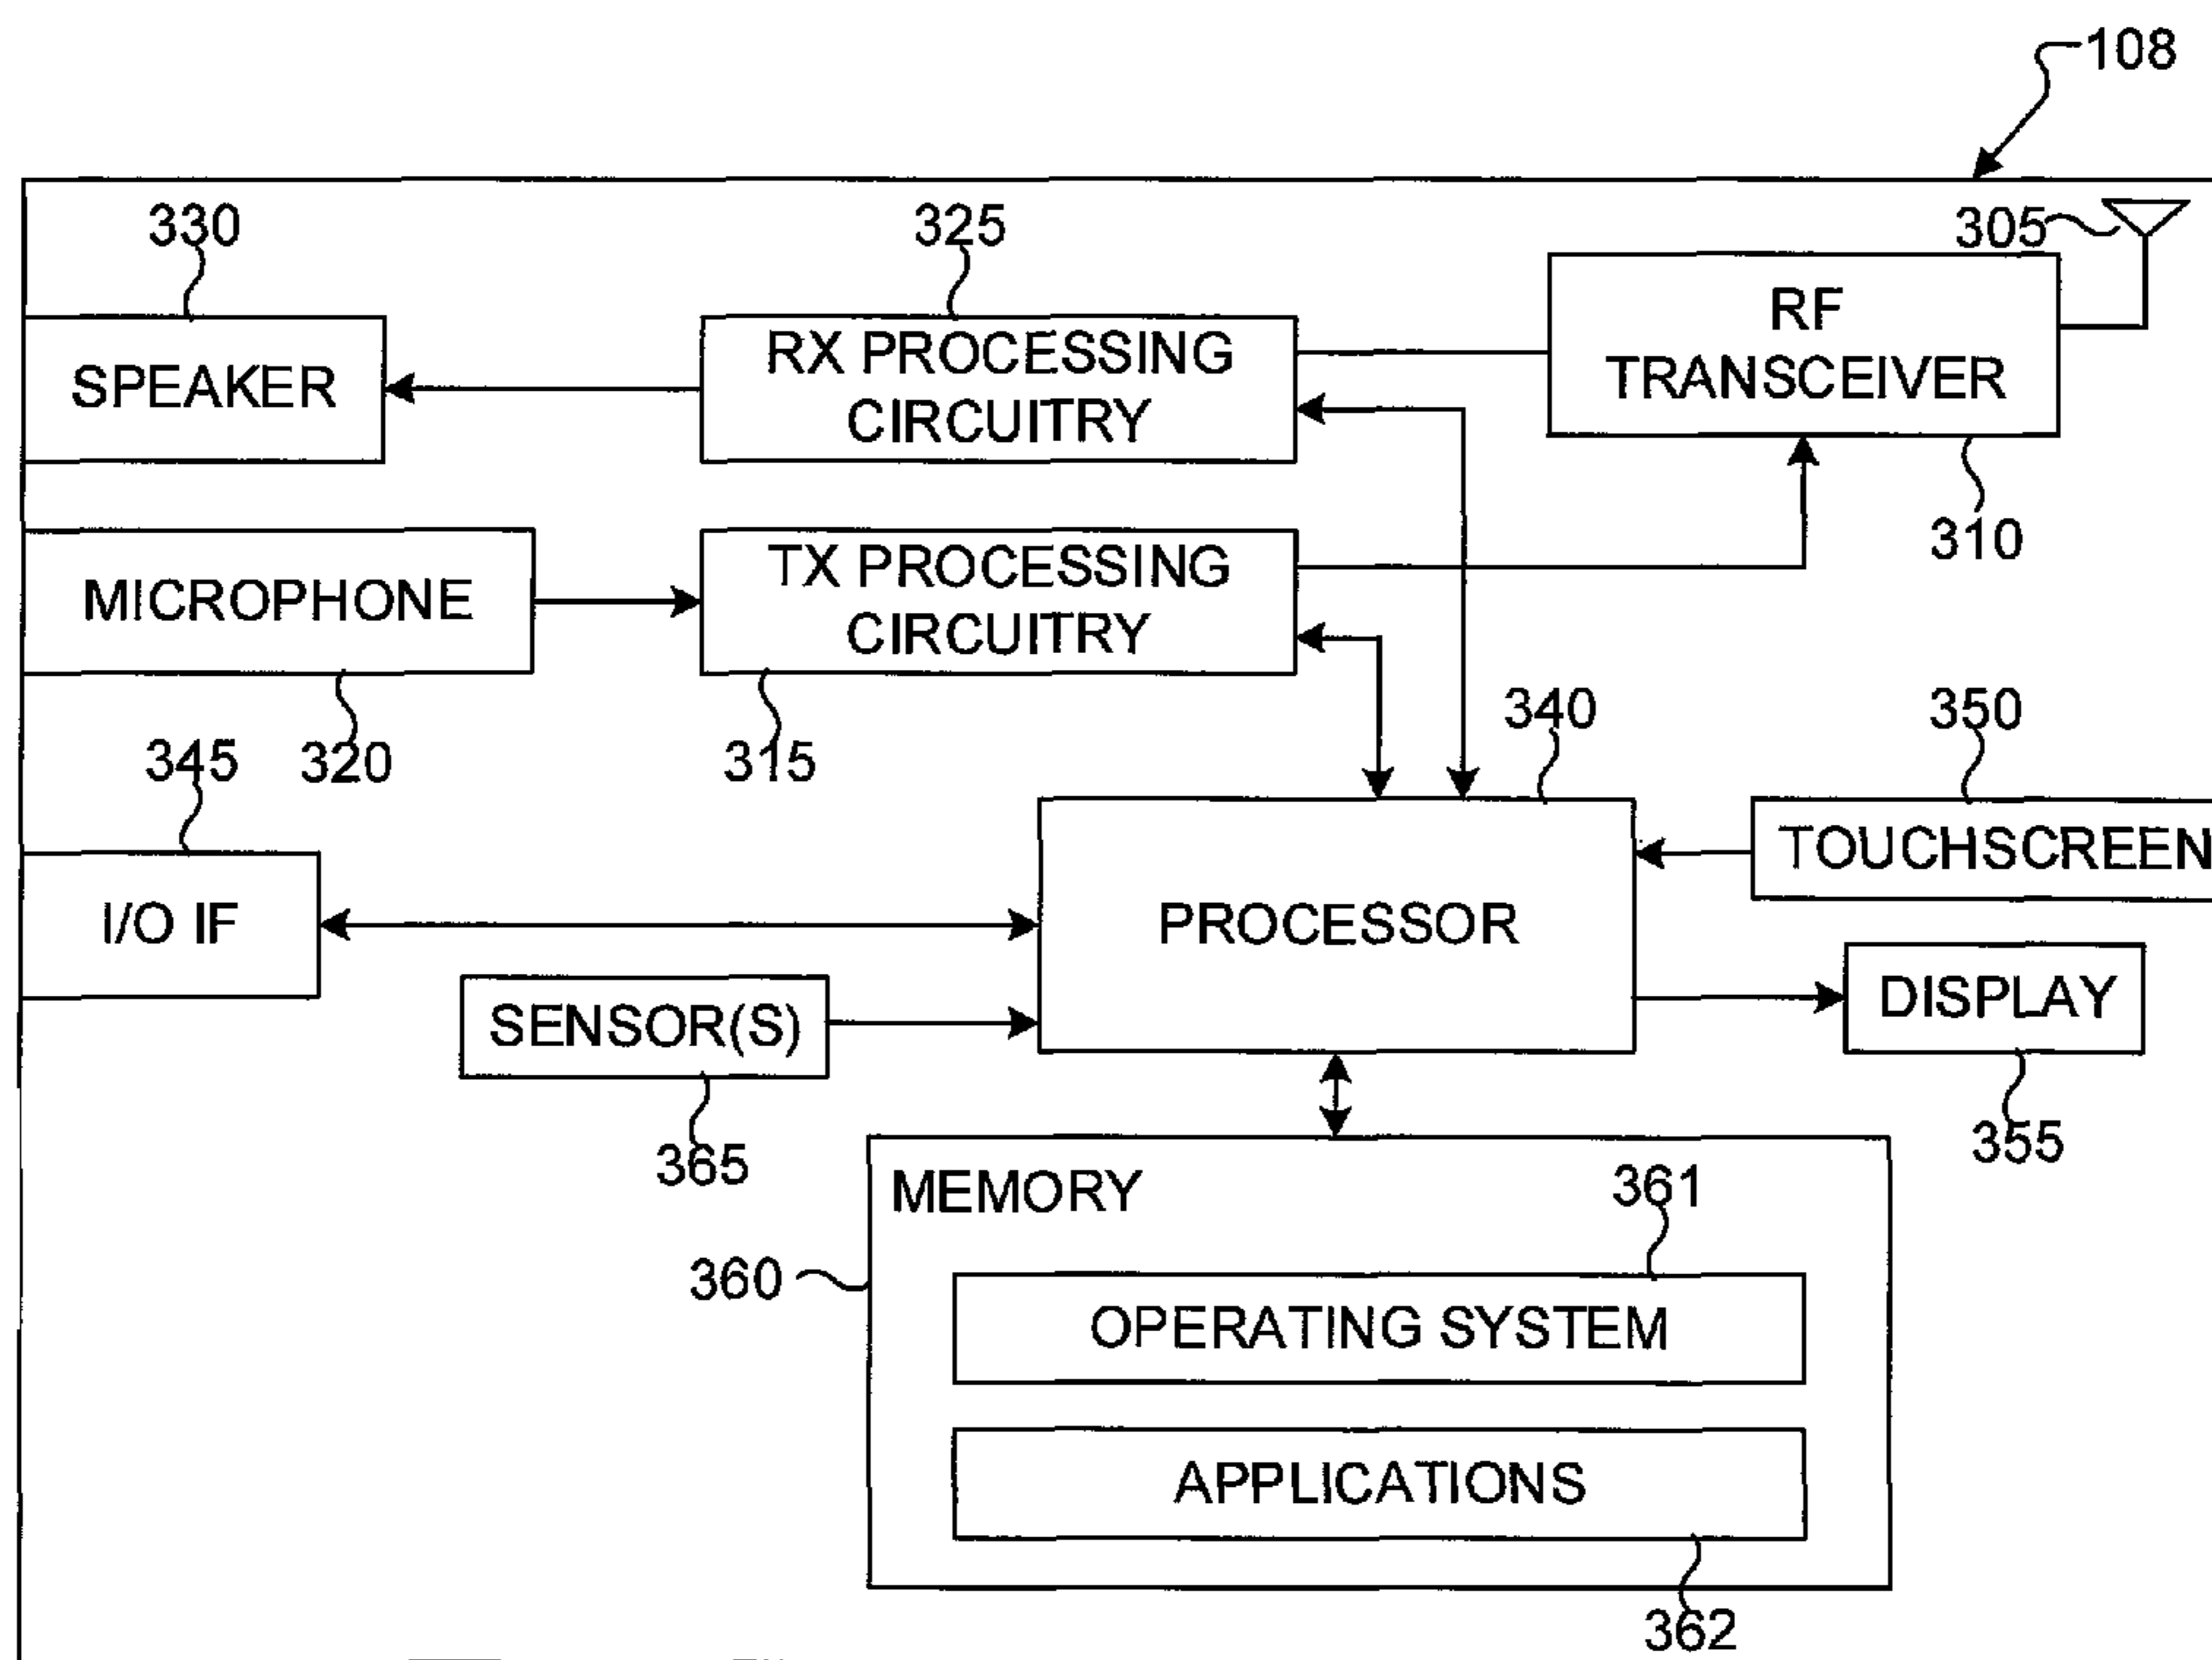 108
330
325
305
SPEAKER
RX PROCESSING
CIRCUITRY
RF
TRANSCEIVER
310
MICROPHONE
TX PROCESSING
CIRCUITRY
345
320
315
340
350
I/O IF
PROCESSOR
TOUCHSCREEN
SENSOR(S)
DISPLAY
365
355
MEMORY
361
360
OPERATING SYSTEM
APPLICATIONS
362